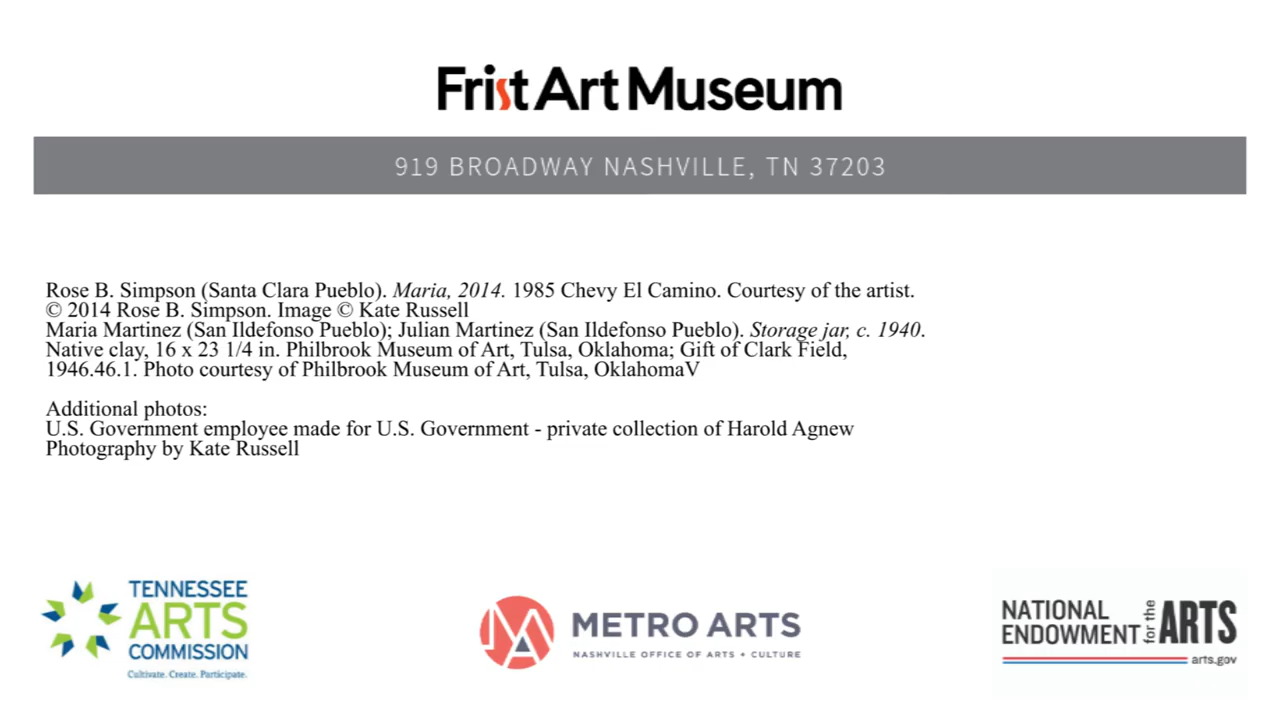 Frist Art Museum
919 BROADWAY NASHVILLE, TN 37203
Rose B. Simpson (Santa Clara Pueblo). Maria, 2014. 1985 Chevy El Camino. Courtesy of the artist.
© 2014 Rose B. Simpson. Image © Kate Russell
Maria Martinez (San Ildefonso Pueblo); Julian Martinez (San Ildefonso Pueblo). Storage jar, c. 1940.
Native clay, 16 x 23 1/4 in. Philbrook Museum of Art, Tulsa, Oklahoma; Gift of Clark Field,
1946.46.1. Photo courtesy of Philbrook Museum of Art, Tulsa, OklahomaV
Additional photos:
U.S. Government employee made for U.S. Government - private collection of Harold Agnew
Photography by Kate Russell
TENNESSEE
ARTS
COMMISSION
Cultivate. Create. Participate.
MA
METRO ARTS
NASHVILLE OFFICE OF ARTS + CULTURE
NATIONAL
ENDOWMENT
for the
ARTS
arts.gov